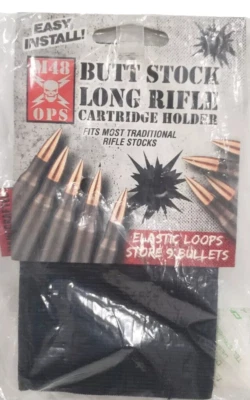 EASY
INSTALL!
M48
OPS
BUTT STOCK
LONG RIFLE
CARTRIDGE HOLDER
FITS MOST TRADITIONAL
RIFLE STOCKS
ELASTIC LOOPS
STORE 9 BULLETS